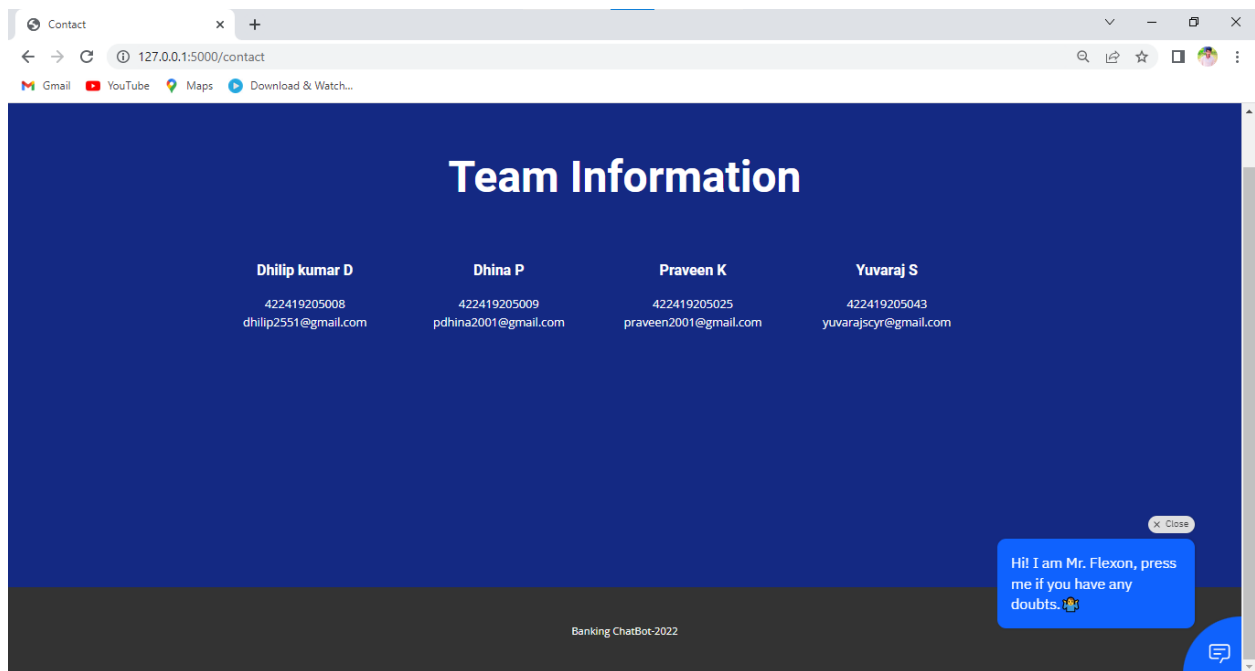 Contact
127.0.0.1:5000/contact
Gmail YouTube Maps Download & Watch...
Team Information
Dhilip kumar D Dhina P Praveen K Yuvaraj S
422419205008 422419205009 422419205025 422419205043
dhilip2551@gmail.com pdhina2001@gmail.com praveen2001@gmail.com yuvarajscyr@gmail.com
Close
Hi! I am Mr. Flexon, press
me if you have any
doubts.
Banking ChatBot-2022